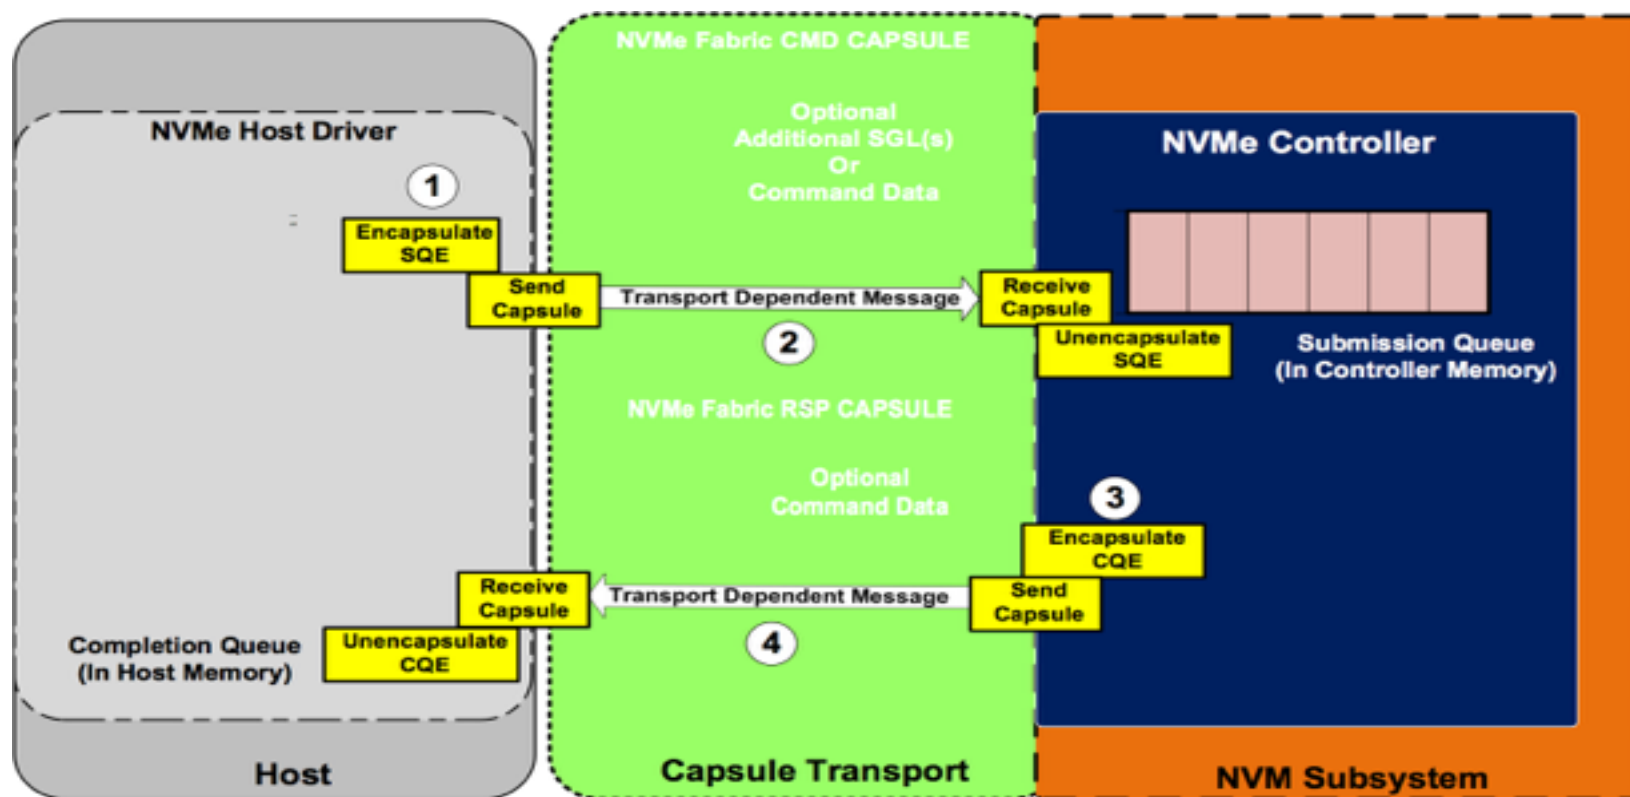 NVMe Fabric CMD CAPSULE
Optional
Additional SGL(s)
Or
Command Data
NVMe Host Driver
NVMe Controller
1
Encapsulate
SQE
Send
Capsule
Transport Dependent Message
2
Receive
Capsule
Unencapsulate
SQE
Submission Queue
(In Controller Memory)
NVMe Fabric RSP CAPSULE
Optional
Command Data
3
Encapsulate
CQE
Send
Capsule
Transport Dependent Message
4
Receive
Capsule
Unencapsulate
CQE
Completion Queue
(In Host Memory)
Host
Capsule Transport
NVM Subsystem